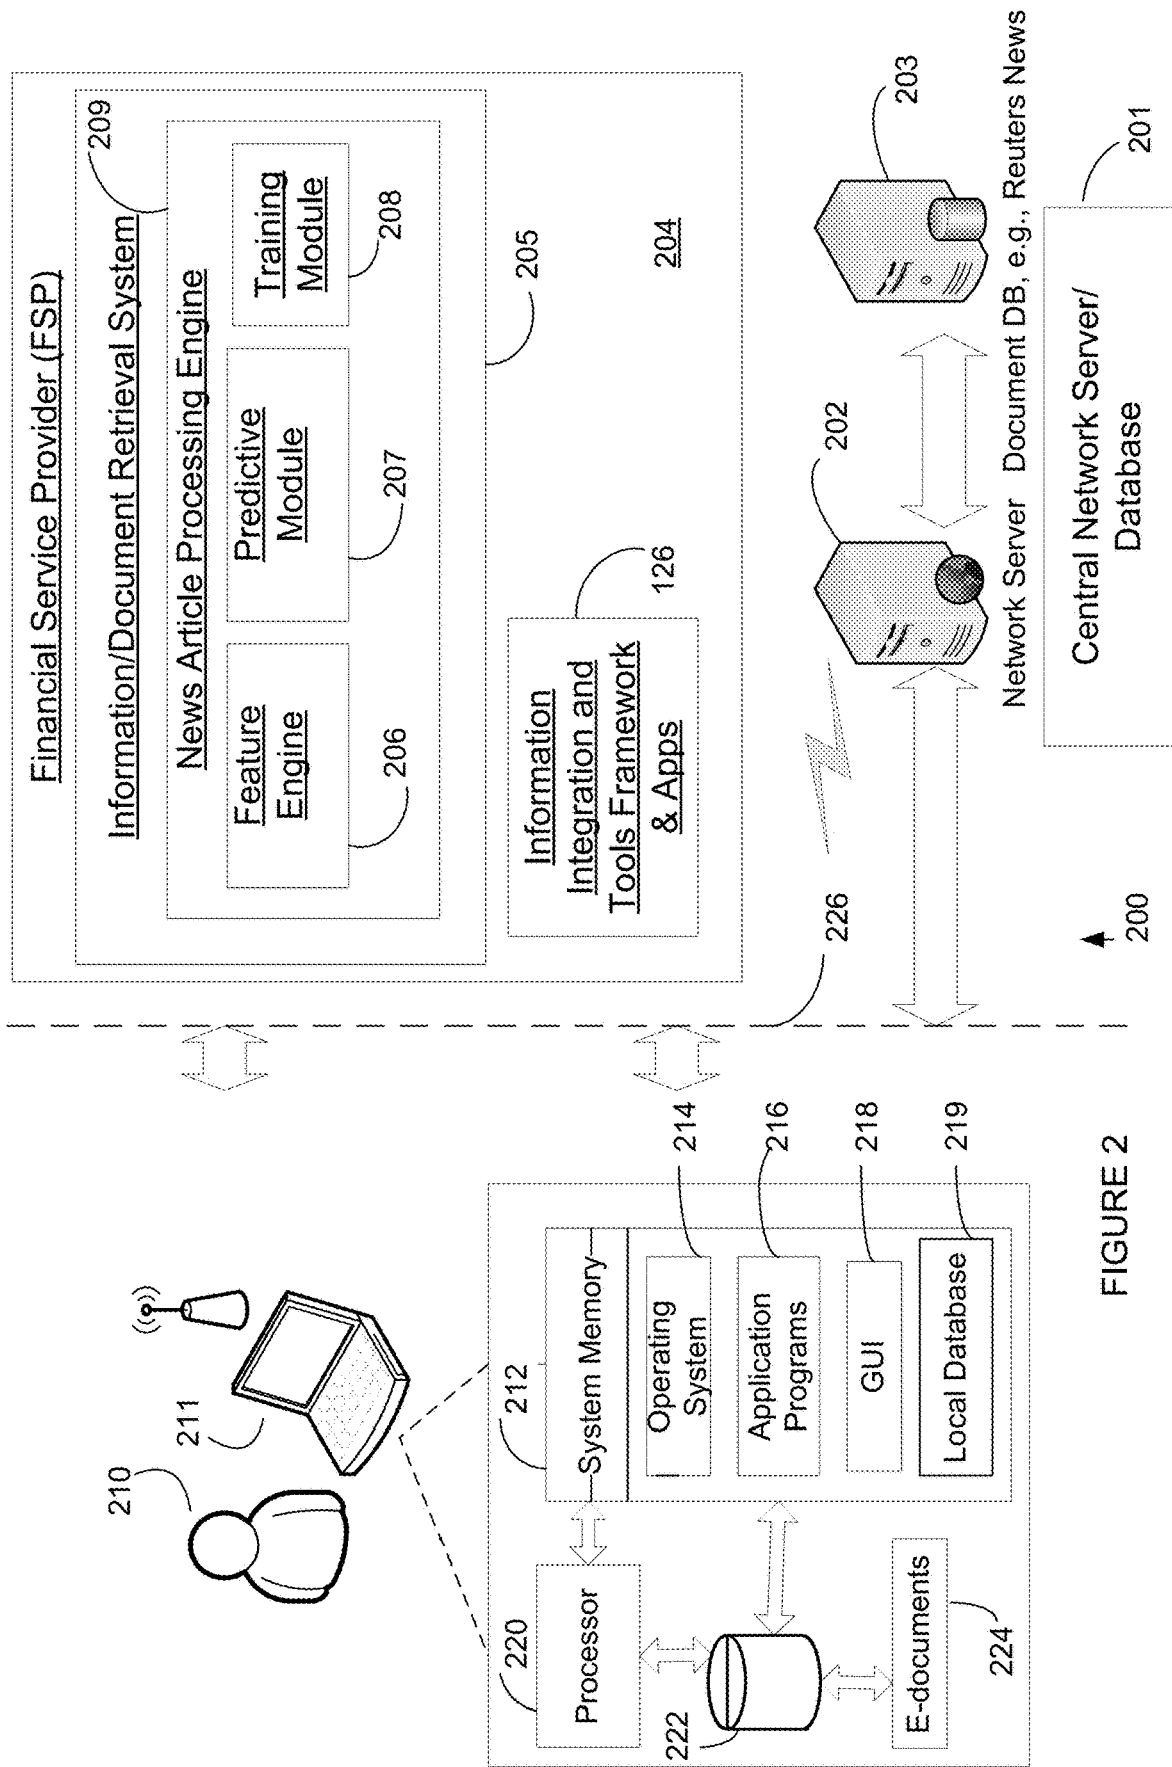 210
211
220
Processor
222
E-documents
224
212
System Memory
Operating
System
214
Application
Programs
216
GUI
218
Local Database
219
FIGURE 2
Financial Service Provider (FSP)
Information/Document Retrieval System
209
News Article Processing Engine
Feature
Engine
206
Predictive
Module
207
Training
Module
208
205
204
Information
Integration and
Tools Framework
& Apps
126
226
202
203
Network Server
Document DB, e.g., Reuters News
Central Network Server/
Database
201
200